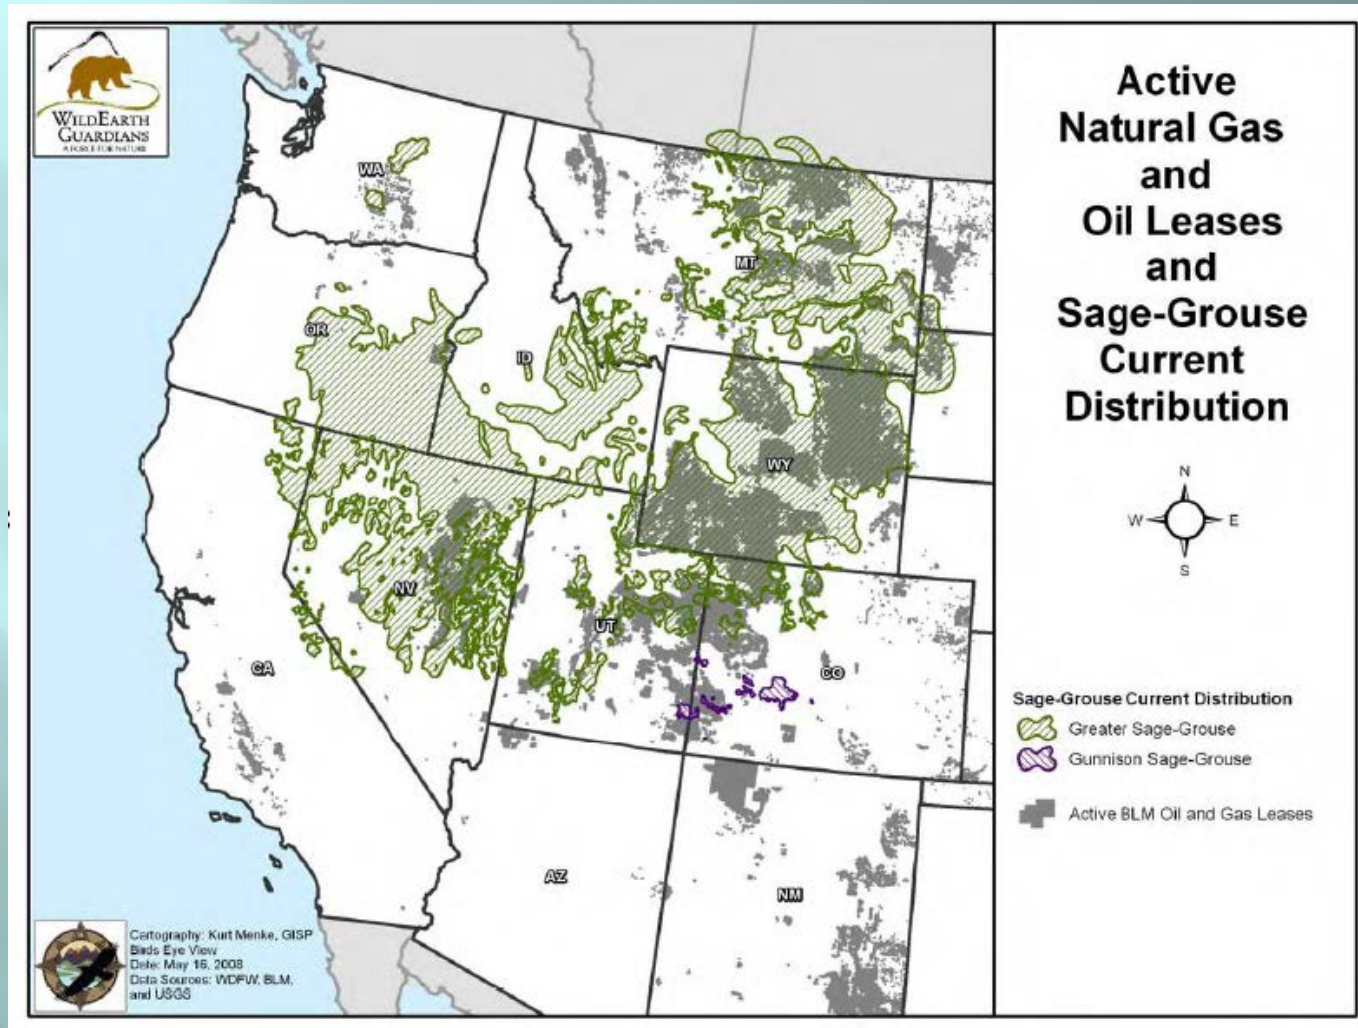 WILDEARTH
GUARDIANS
A FORCE FOR NATURE
Active
Natural Gas
and
Oil Leases
and
Sage-Grouse
Current
Distribution
N
W
E
S
WA
MT
OR
ID
WY
NV
UT
CO
CA
AZ
NM
Sage-Grouse Current Distribution
Greater Sage-Grouse
Gunnison Sage-Grouse
Active BLM Oil and Gas Leases
Cartography: Kurt Menke, GISP
Birds Eye View
Date: May 16, 2008
Data Sources: WDFW, BLM,
and USGS